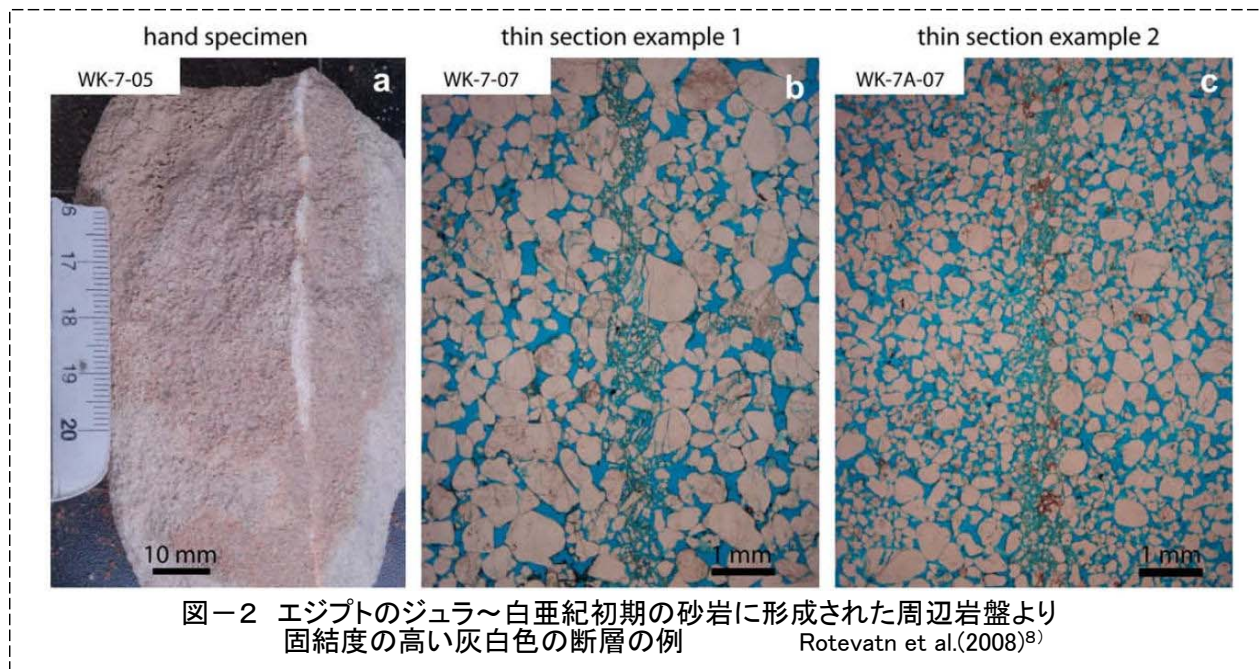 hand specimen
thin section example 1
thin section example 2
WK-7-05
a
WK-7-07
b
WK-7A-07
c
17
18
19
20
10 mm
1 mm
1 mm
図－2 エジプトのジュラ～白亜紀初期の砂岩に形成された周辺岩盤より
固結度の高い灰白色の断層の例 Rotevatn et al.(2008)8)